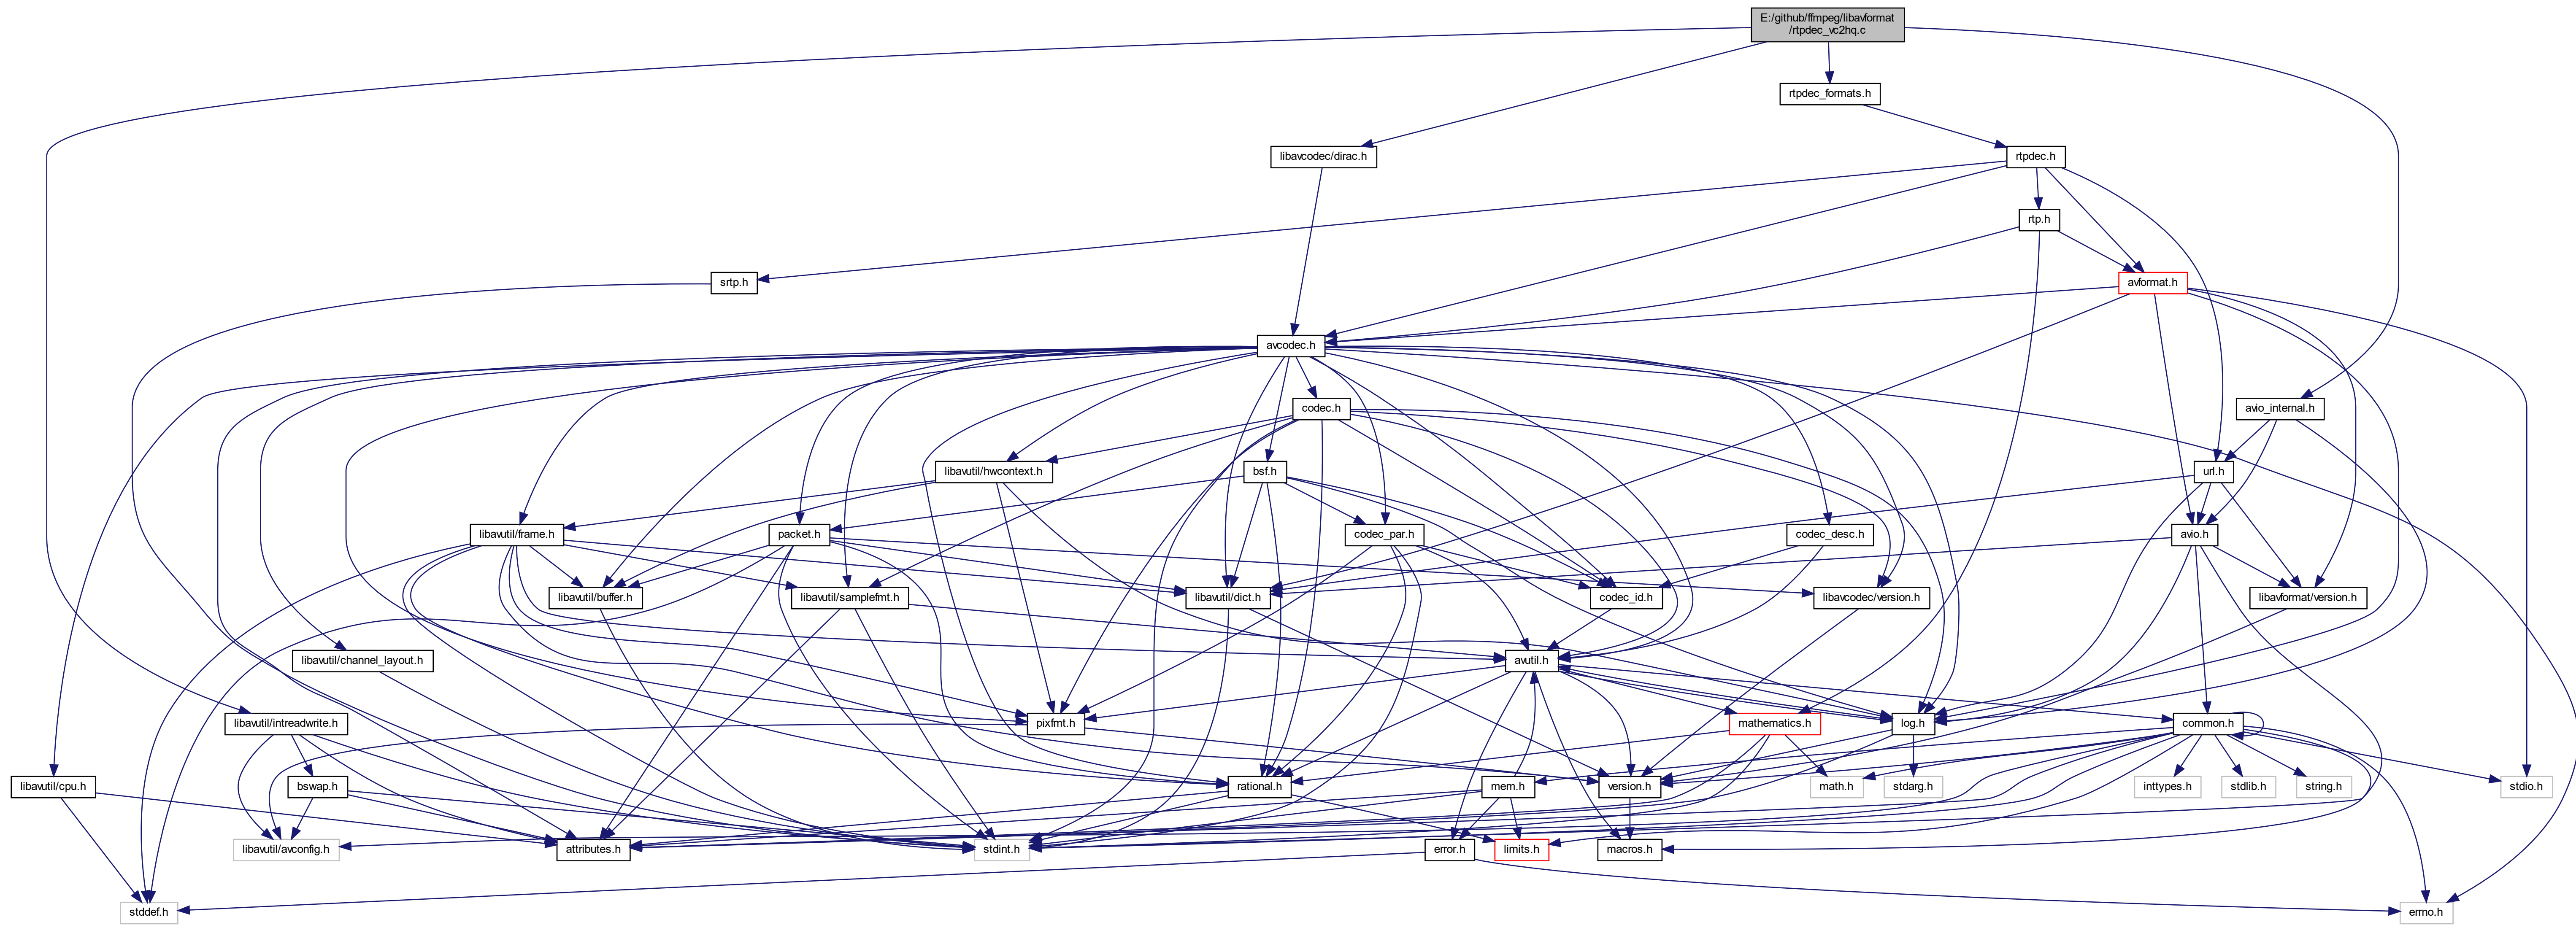 E:/github/ffmpeg/libavformat
/rtpdec_vc2hq.c
rtpdec_formats.h
libavcodec/dirac.h
rtpdec.h
rtp.h
srtp.h
avformat.h
avcodec.h
codec.h
avio_internal.h
libavutil/hwcontext.h
bsf.h
url.h
libavutil/frame.h
packet.h
codec_par.h
codec_desc.h
avio.h
libavutil/buffer.h
libavutil/samplefmt.h
libavutil/dict.h
codec_id.h
libavcodec/version.h
libavformat/version.h
libavutil/channel_layout.h
avutil.h
libavutil/intreadwrite.h
pixfmt.h
mathematics.h
log.h
common.h
libavutil/cpu.h
bswap.h
rational.h
mem.h
version.h
math.h
stdarg.h
inttypes.h
stdlib.h
string.h
stdio.h
libavutil/avconfig.h
attributes.h
stdint.h
error.h
limits.h
macros.h
stddef.h
errno.h